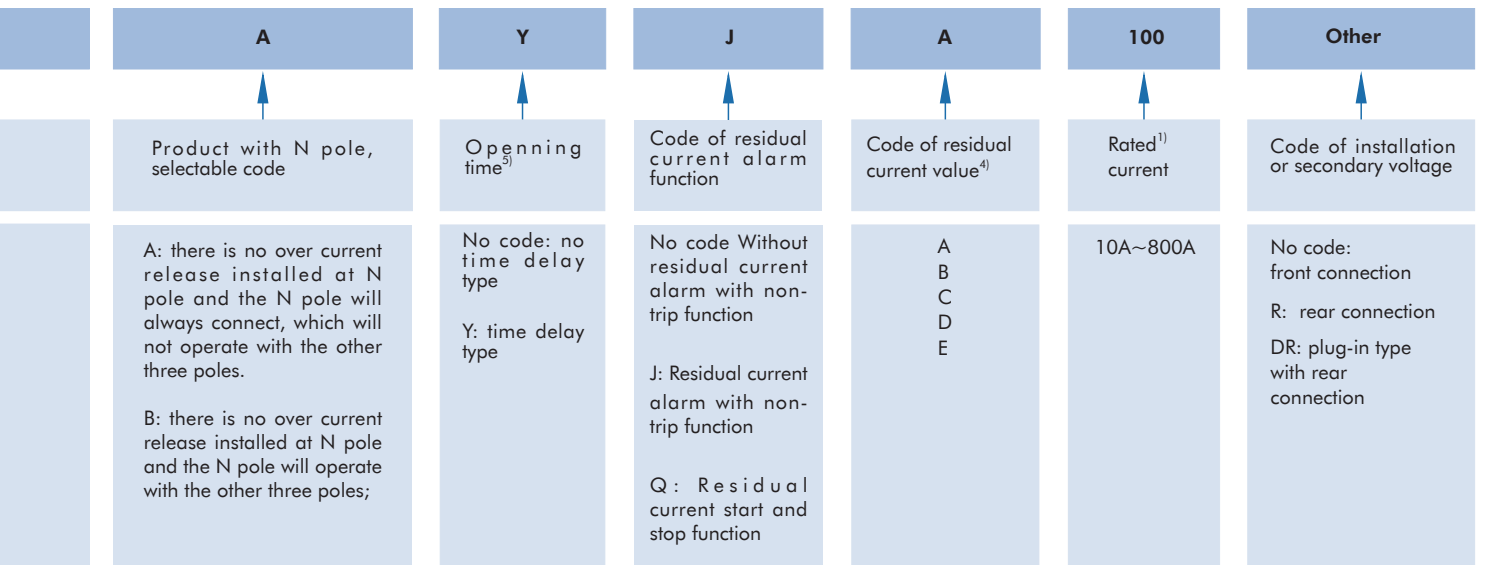 A
Y
J
A
100
Other
Product with N pole,
selectable code
Openning
time5)
Code of residual
current alarm
function
Code of residual
current value4)
Rated1)
current
Code of installation
or secondary voltage
A: there is no over current
release installed at N
pole and the N pole will
always connect, which will
not operate with the other
three poles.
B: there is no over current
release installed at N pole
and the N pole will operate
with the other three poles;
No code: no
time delay
type
Y: time delay
type
No code Without
residual current
alarm with non-
trip function
J: Residual current
alarm with non-
trip function
Q: Residual
current start and
stop function
A
B
C
D
E
10A~800A
No code:
front connection
R: rear connection
DR: plug-in type
with rear
connection